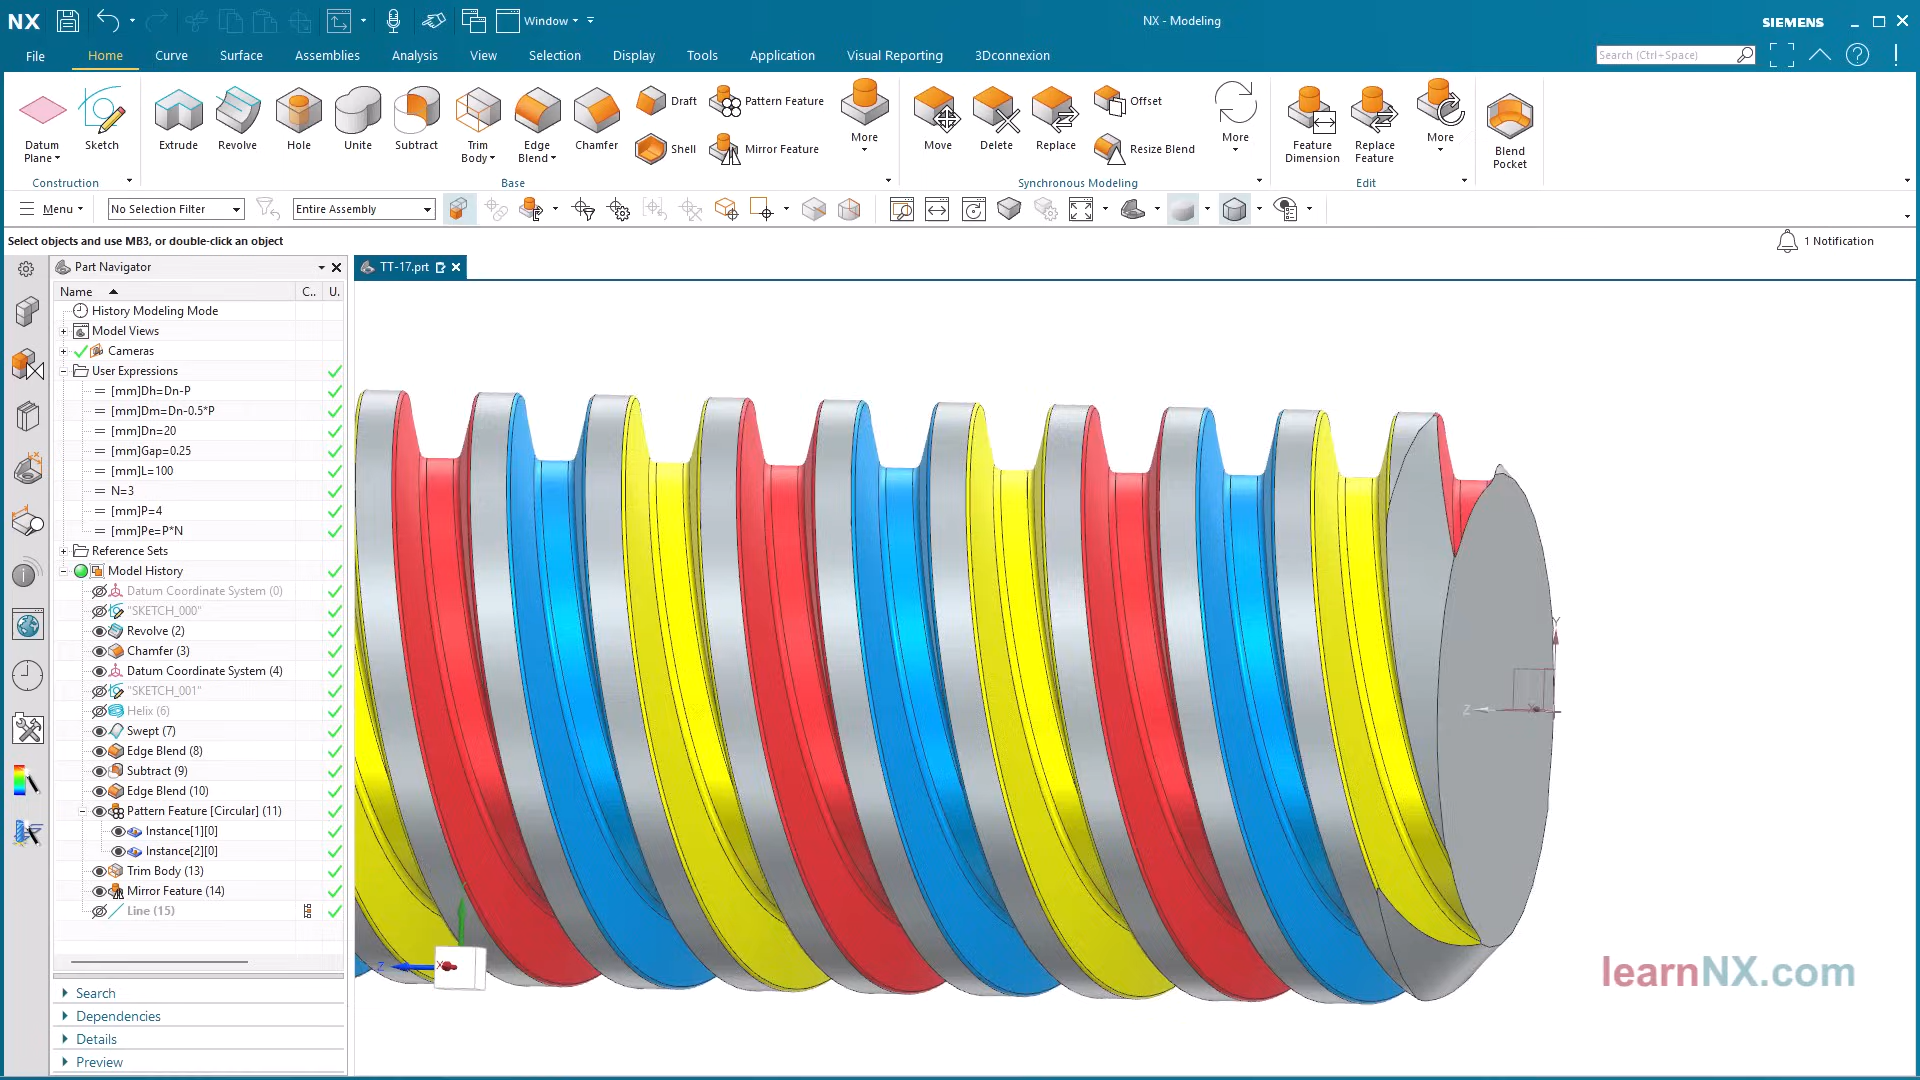 NX
Window
NX - Modeling
SIEMENS
File
Home
Curve
Surface
Assemblies
Analysis
View
Selection
Display
Tools
Application
Visual Reporting
3Dconnexion
Search (Ctrl+Space)
Datum Plane
Sketch
Extrude
Revolve
Hole
Unite
Subtract
Trim Body
Edge Blend
Chamfer
Draft
Shell
Pattern Feature
Mirror Feature
More
Move
Delete
Replace
Offset
Resize Blend
More
Feature Dimension
Replace Feature
More
Blend Pocket
Construction
Base
Synchronous Modeling
Edit
Menu
No Selection Filter
Entire Assembly
Select objects and use MB3, or double-click an object
1 Notification
Part Navigator
TT-17.prt
Name
C..
U.
History Modeling Mode
Model Views
Cameras
User Expressions
[mm]Dh=Dn-P
[mm]Dm=Dn-0.5*P
[mm]Dn=20
[mm]Gap=0.25
[mm]L=100
N=3
[mm]P=4
[mm]Pe=P*N
Reference Sets
Model History
Datum Coordinate System (0)
"SKETCH_000"
Revolve (2)
Chamfer (3)
Datum Coordinate System (4)
"SKETCH_001"
Helix (6)
Swept (7)
Edge Blend (8)
Subtract (9)
Edge Blend (10)
Pattern Feature [Circular] (11)
Instance[1][0]
Instance[2][0]
Trim Body (13)
Mirror Feature (14)
Line (15)
Search
Dependencies
Details
Preview
Y
Z
X
Z
X
learnNX.com